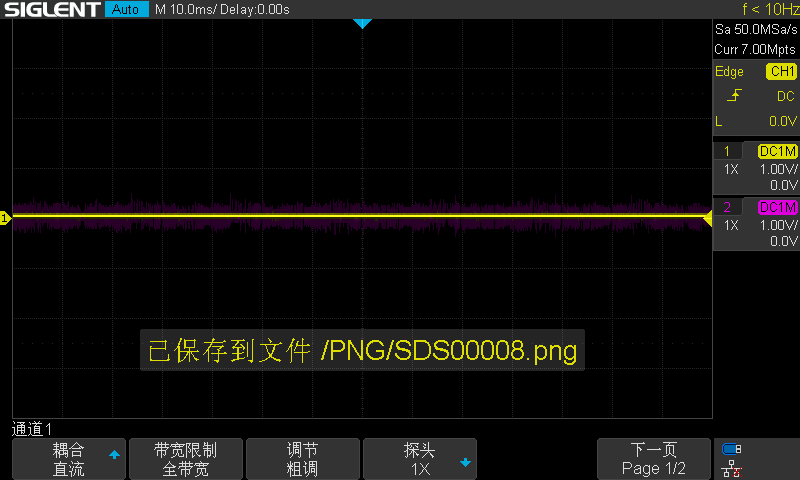 SIGLENT Auto M 10.0ms/ Delay:0.00s f < 10Hz
Sa 50.0MSa/s
Curr 7.00Mpts
Edge CH1
DC
L 0.0V
1 DC1M
1X 1.00V/
0.0V
2 DC1M
1X 1.00V/
0.0V
1
已保存到文件 /PNG/SDS00008.png
通道1
耦合 带宽限制 调节 探头 下一页
直流 全带宽 粗调 1X Page 1/2